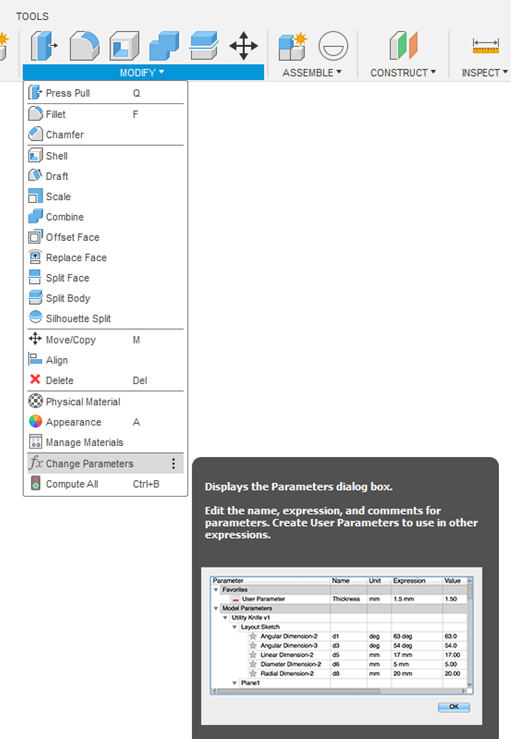 TOOLS
MODIFY ▾
ASSEMBLE ▾
CONSTRUCT ▾
INSPECT ▾
Press Pull Q
Fillet F
Chamfer
Shell
Draft
Scale
Combine
Offset Face
Replace Face
Split Face
Split Body
Silhouette Split
Move/Copy M
Align
Delete Del
Physical Material
Appearance A
Manage Materials
fx Change Parameters
Compute All Ctrl+B
Displays the Parameters dialog box.
Edit the name, expression, and comments for
parameters. Create User Parameters to use in other
expressions.
Parameter Name Unit Expression Value
Favorites
User Parameter Thickness mm 1.5 mm 1.50
Model Parameters
Utility Knife v1
Layout Sketch
Angular Dimension-2 d1 deg 63 deg 63.0
Angular Dimension-3 d3 deg 54 deg 54.0
Linear Dimension-2 d5 mm 17 mm 17.00
Diameter Dimension-2 d6 mm 5 mm 5.00
Radial Dimension-2 d8 mm 20 mm 20.00
Plane1
OK